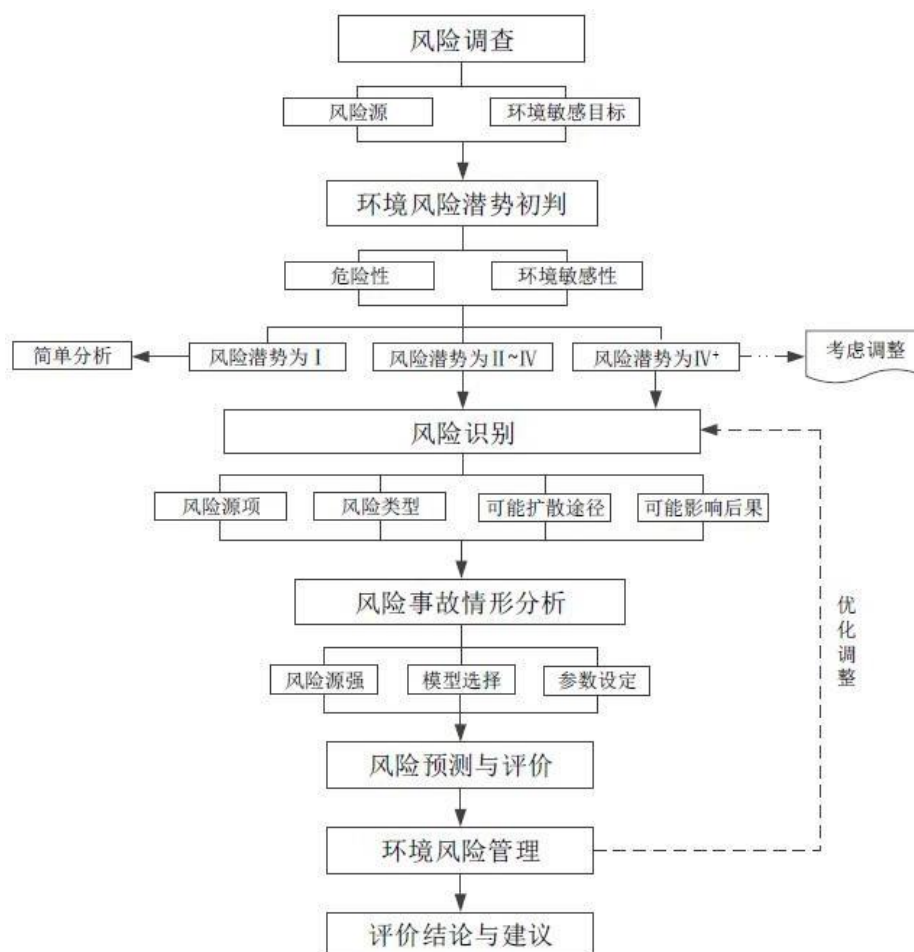 风险调查
风险源
环境敏感目标
环境风险潜势初判
危险性
环境敏感性
简单分析
风险潜势为Ⅰ
风险潜势为Ⅱ~Ⅳ
风险潜势为Ⅳ⁺
考虑调整
风险识别
风险源项
风险类型
可能扩散途径
可能影响后果
风险事故情形分析
优化调整
风险源强
模型选择
参数设定
风险预测与评价
环境风险管理
评价结论与建议